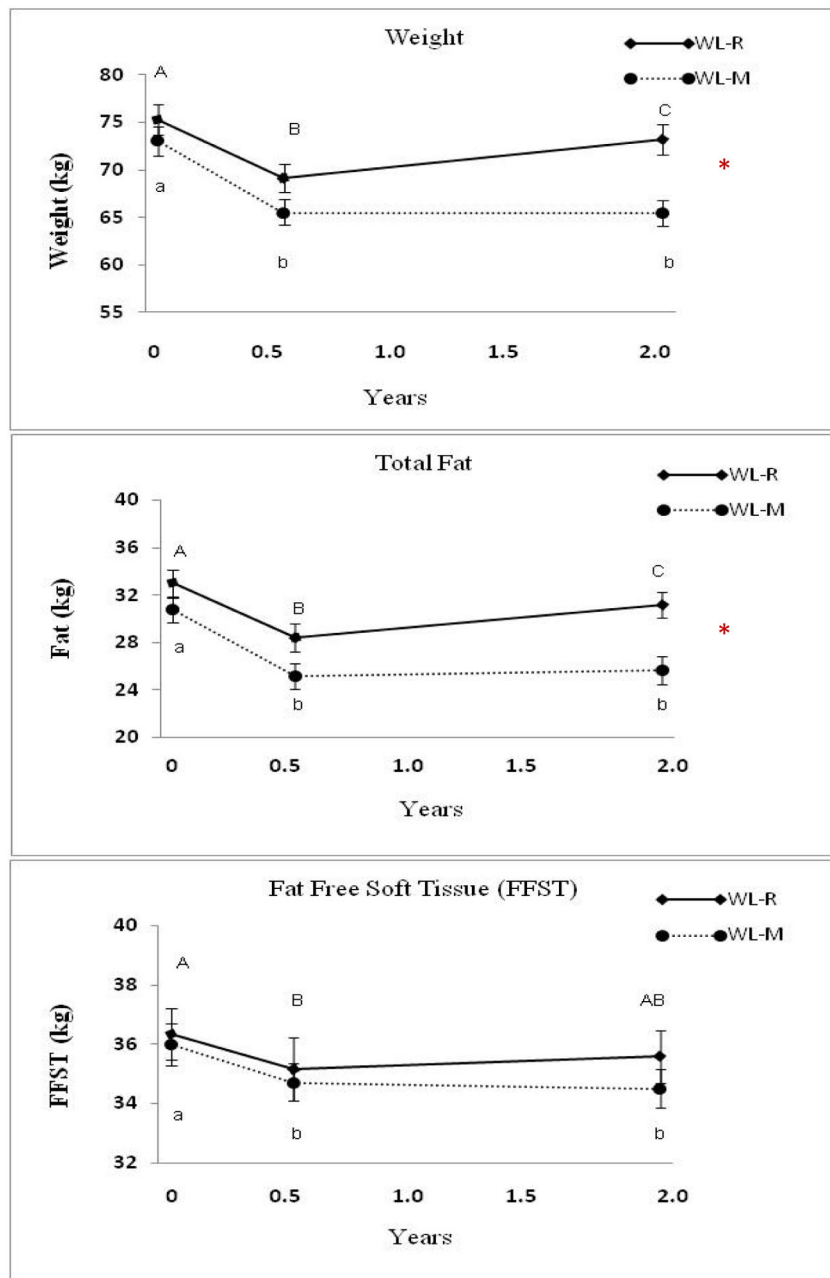 Weight
WL-R
WL-M
80
75
70
65
60
55
Weight (kg)
A
B
C
a
b
b
*
0 0.5 1.0 1.5 2.0
Years
Total Fat
WL-R
WL-M
40
36
32
28
24
20
Fat (kg)
A
B
C
a
b
b
*
0 0.5 1.0 1.5 2.0
Years
Fat Free Soft Tissue (FFST)
WL-R
WL-M
40
38
36
34
32
FFST (kg)
A
B
AB
a
b
b
0 0.5 1.0 1.5 2.0
Years